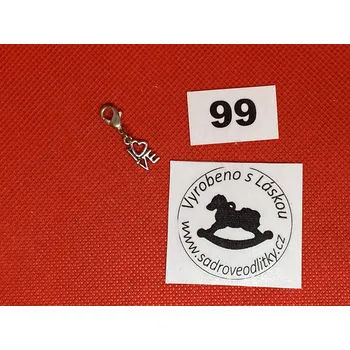 99
LOVE
Vyrobeno s Láskou
www.sadroveodlitky.cz